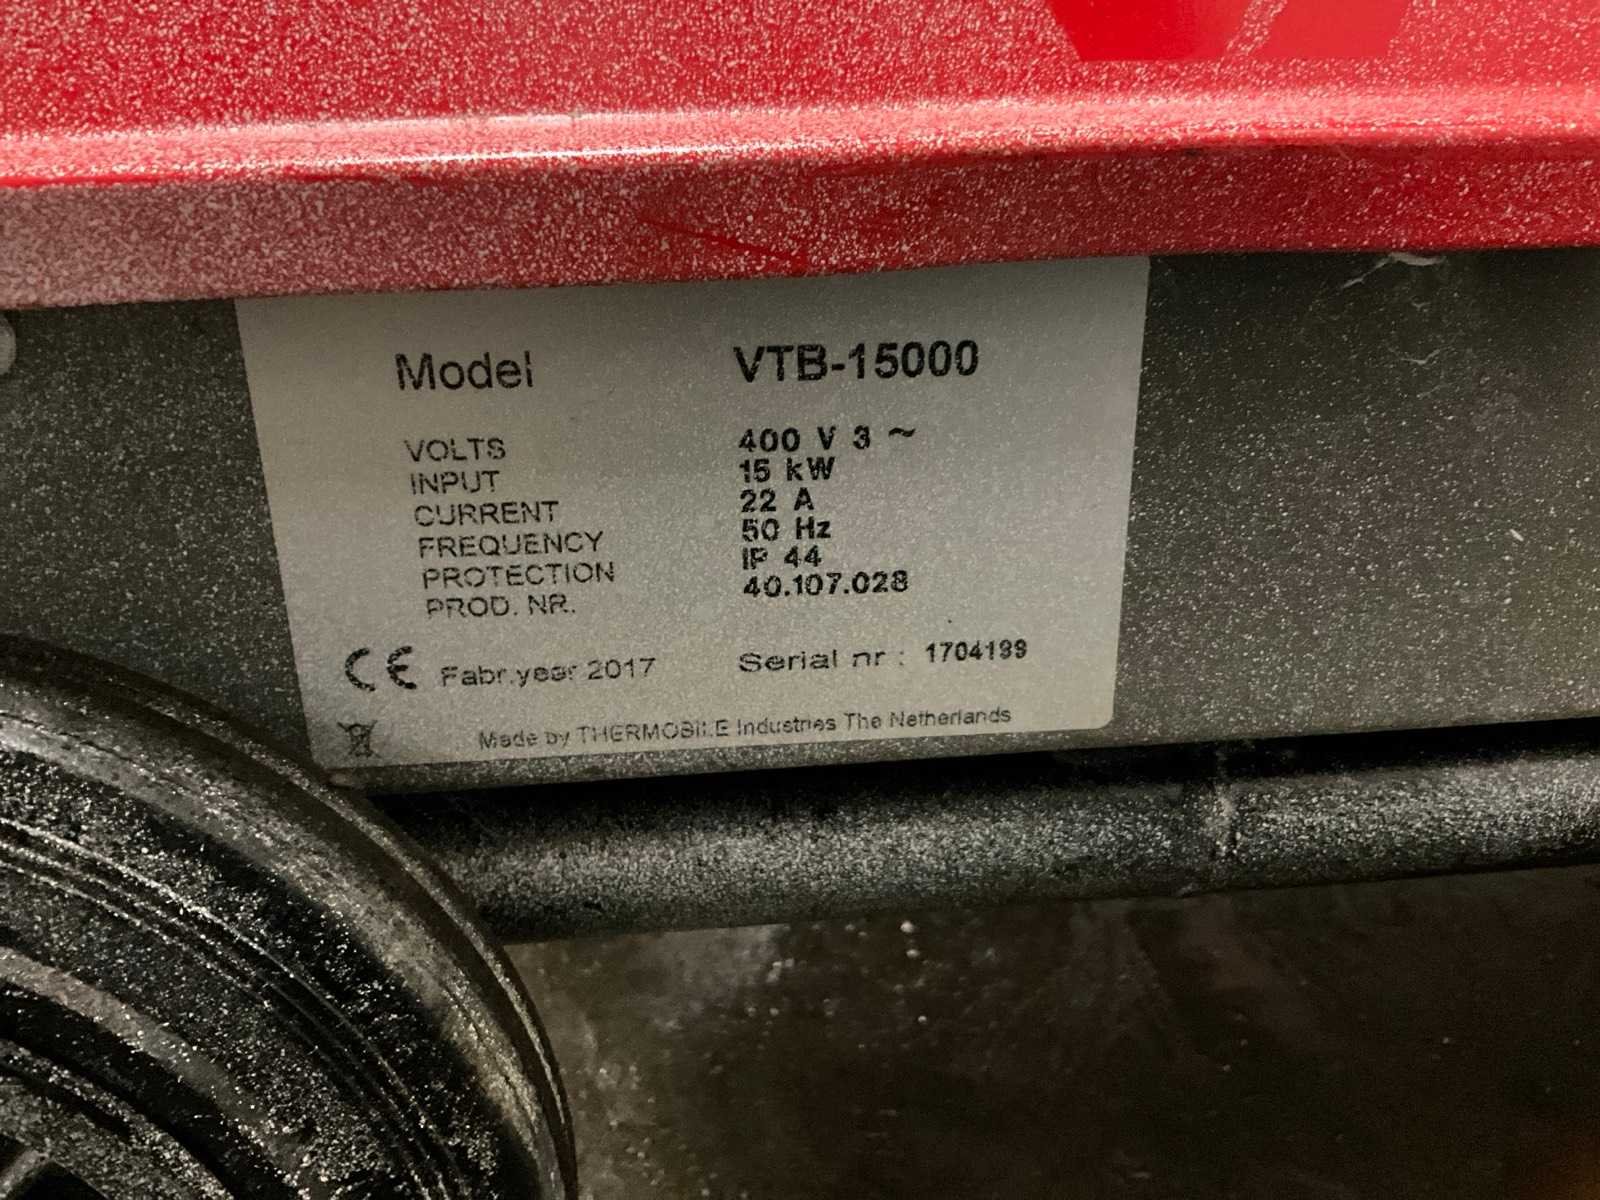 Model VTB-15000
VOLTS 400 V 3 ~
INPUT 15 kW
CURRENT 22 A
FREQUENCY 50 Hz
PROTECTION IP 44
PROD. NR. 40.107.028
CE Fabr.year 2017 Serial nr : 1704199
Made by THERMOBILE Industries The Netherlands